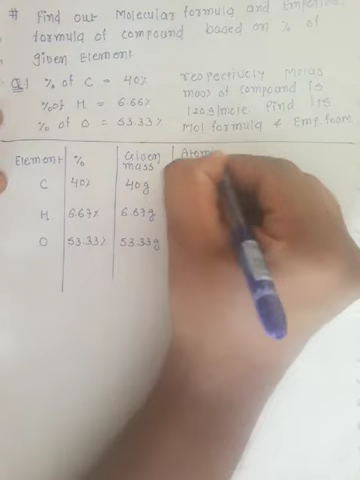 # Find out Molecular formula and Empirical
formula of compound based on % of
given Element
Q1 % of C = 40% respectively Molar
% of H = 6.66% mass of compound is
% of O = 53.33% 120g/mole. Find its
Mol formula & Emp. foam
Element % Given mass Atomic
C 40% 40g
H 6.67% 6.67g
O 53.33% 53.33g